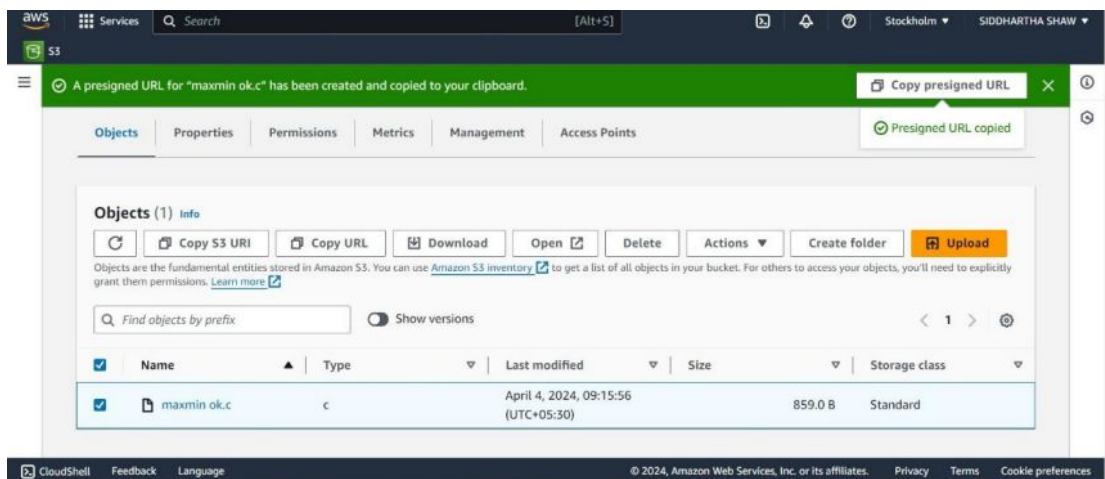 aws Services Search [Alt+S] Stockholm ▼ SIDDHARTHA SHAW ▼
S3
A presigned URL for "maxmin ok.c" has been created and copied to your clipboard. Copy presigned URL
Presigned URL copied
Objects Properties Permissions Metrics Management Access Points
Objects (1) Info
Copy S3 URI Copy URL Download Open Delete Actions ▼ Create folder Upload
Objects are the fundamental entities stored in Amazon S3. You can use Amazon S3 inventory to get a list of all objects in your bucket. For others to access your objects, you'll need to explicitly
grant them permissions. Learn more
Find objects by prefix Show versions < 1 >
Name ▲ Type Last modified Size Storage class
maxmin ok.c c April 4, 2024, 09:15:56 859.0 B Standard
(UTC+05:30)
CloudShell Feedback Language © 2024, Amazon Web Services, Inc. or its affiliates. Privacy Terms Cookie preferences